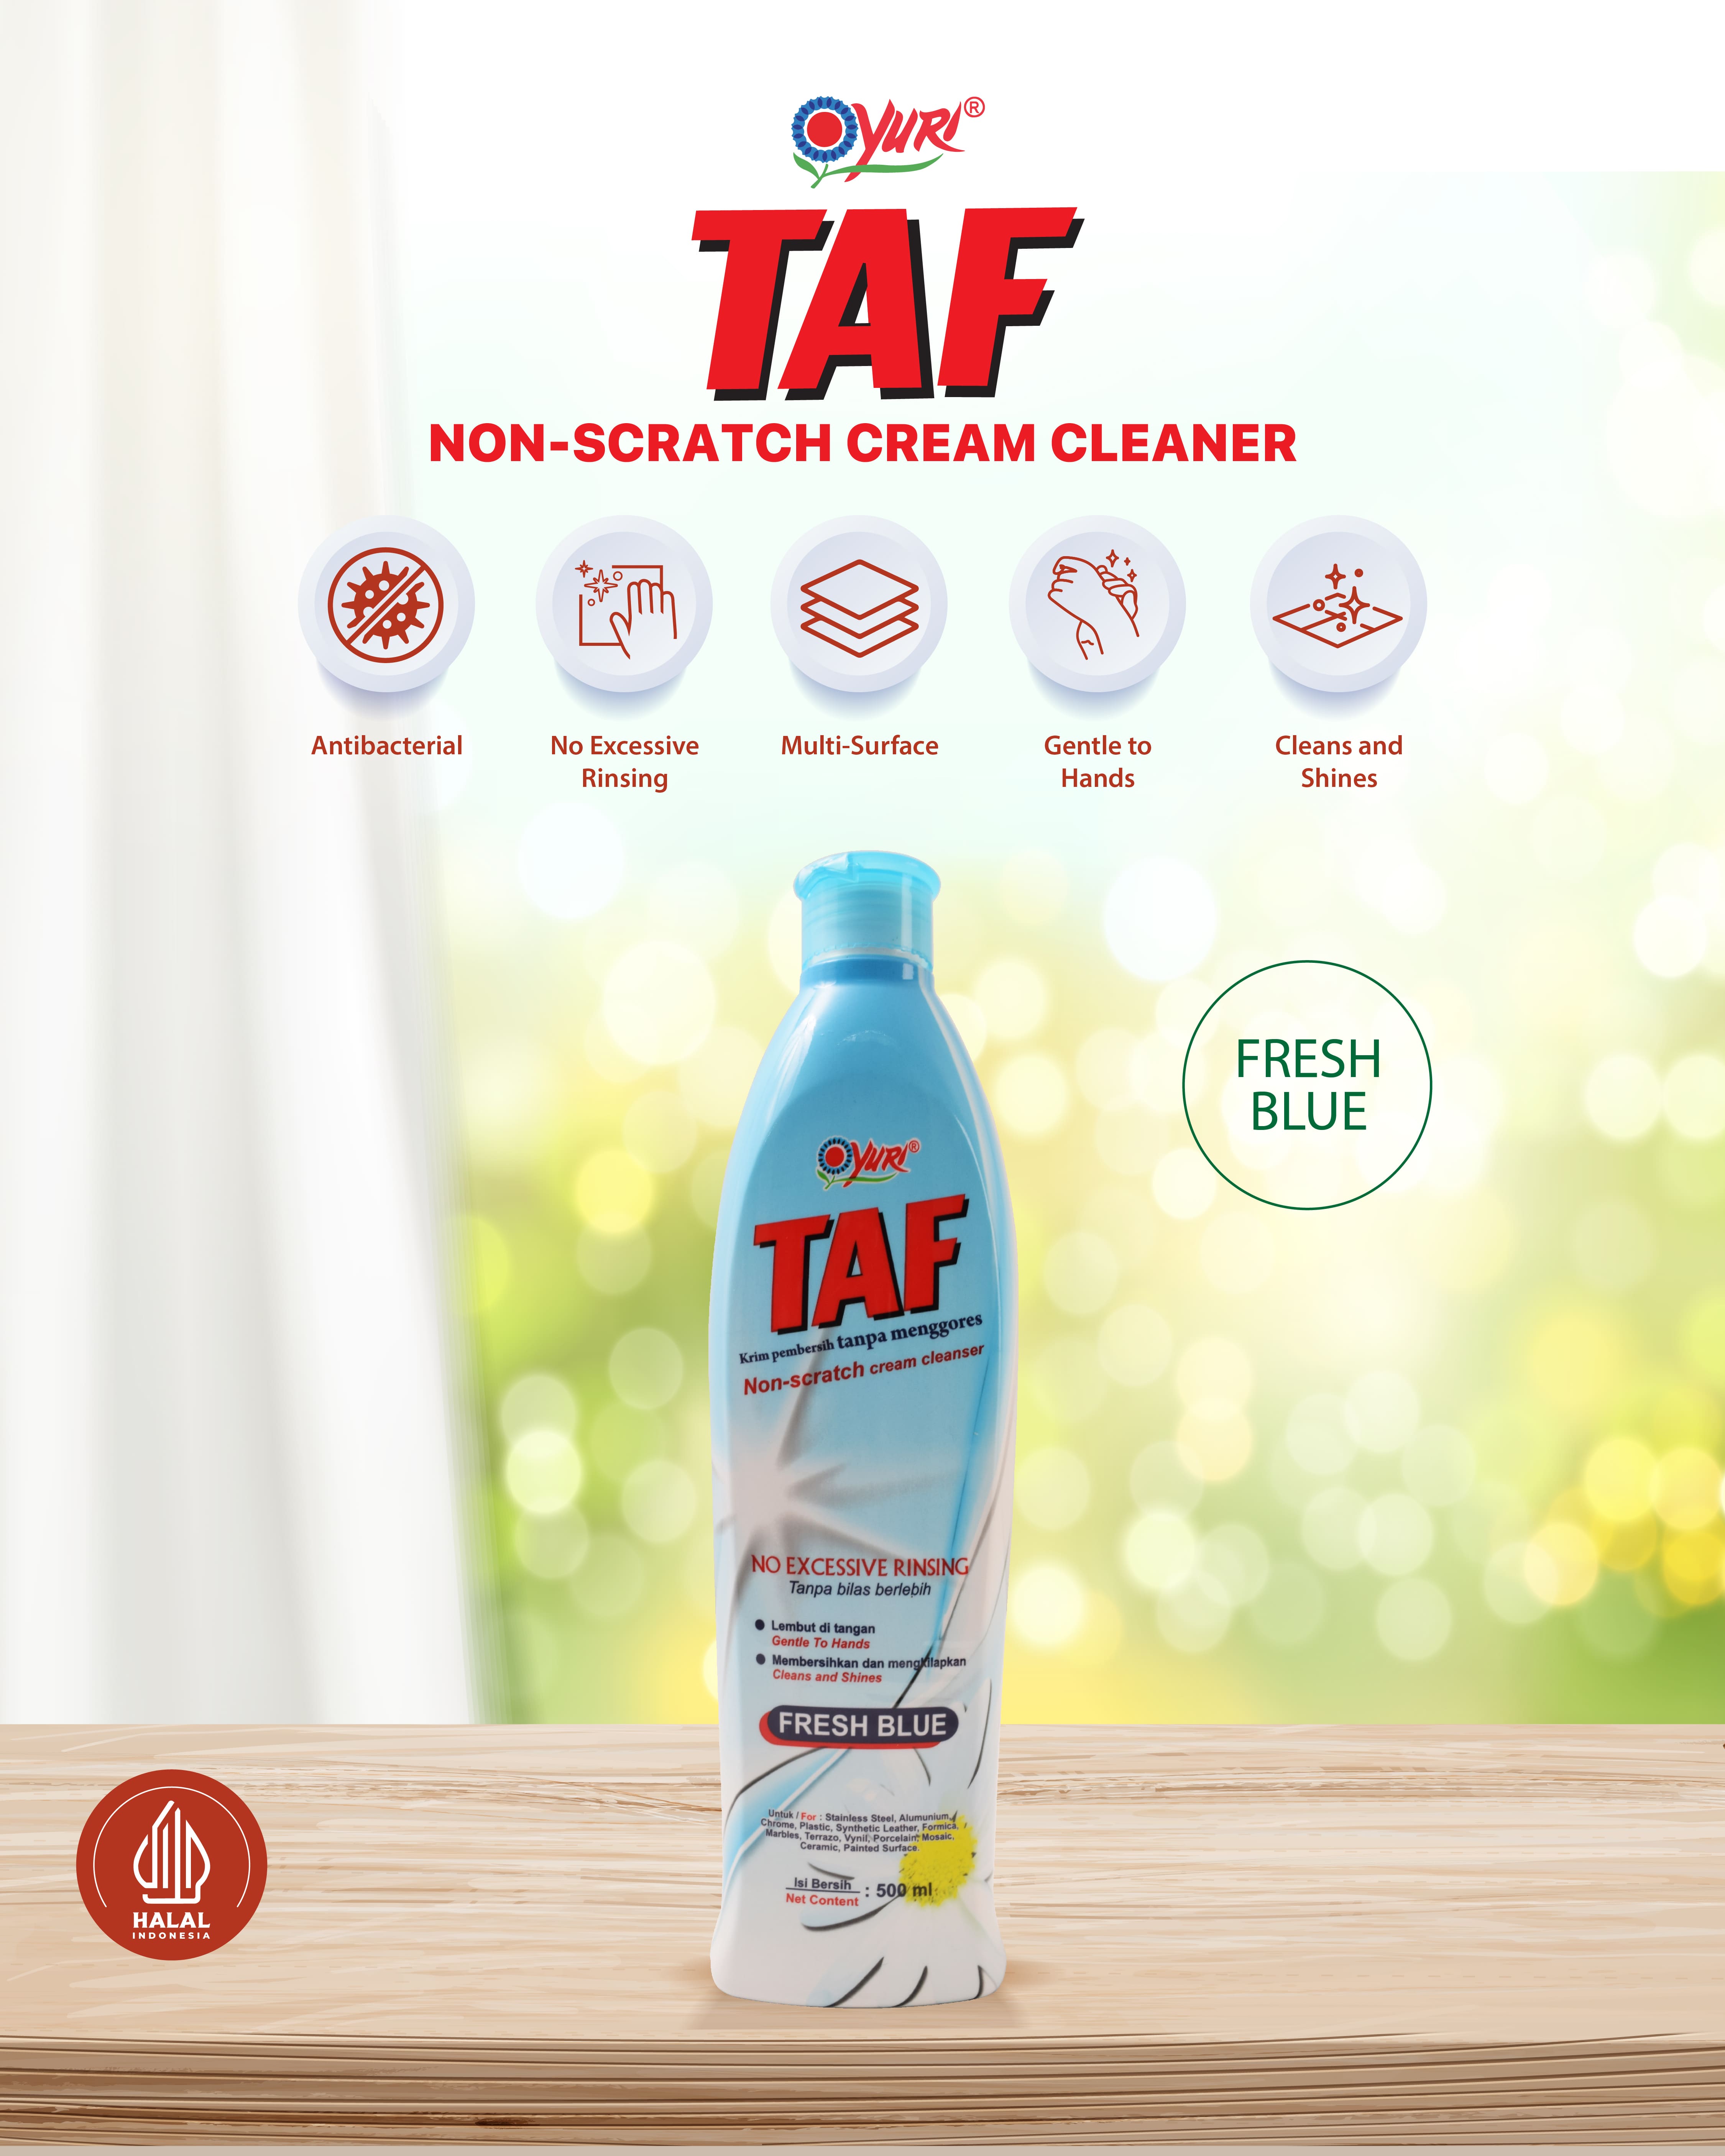 YURI®
TAF
NON-SCRATCH CREAM CLEANER
Antibacterial
No Excessive
Rinsing
Multi-Surface
Gentle to
Hands
Cleans and
Shines
FRESH
BLUE
YURI®
TAF
Krim pembersih tanpa menggores
Non-scratch cream cleanser
NO EXCESSIVE RINSING
Tanpa bilas berlebih
● Lembut di tangan
Gentle To Hands
● Membersihkan dan mengkilapkan
Cleans and Shines
FRESH BLUE
Untuk / For : Stainless Steel, Alumunium,
Chrome, Plastic, Synthetic Leather, Formica,
Marbles, Terrazo, Vynil, Porcelain, Mosaic,
Ceramic, Painted Surface.
Isi Bersih
Net Content : 500 ml
HALAL
INDONESIA